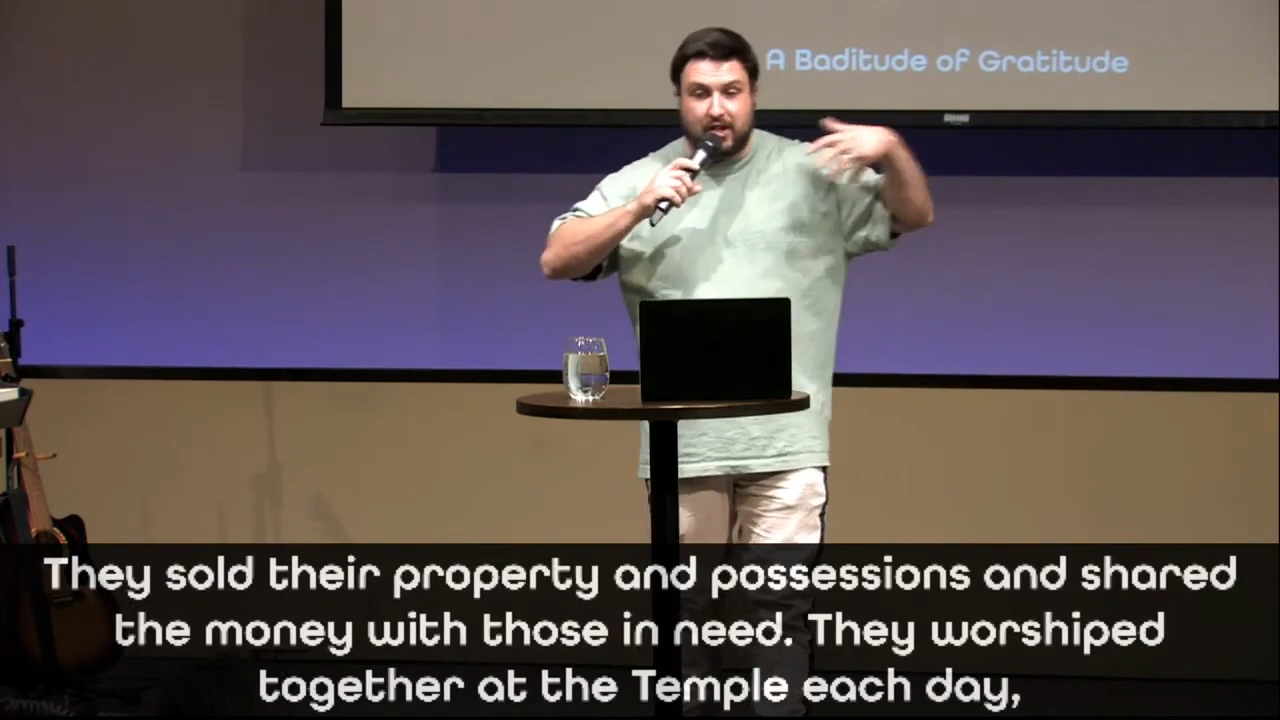 A Baditude of Gratitude
They sold their property and possessions and shared
the money with those in need. They worshiped
together at the Temple each day,